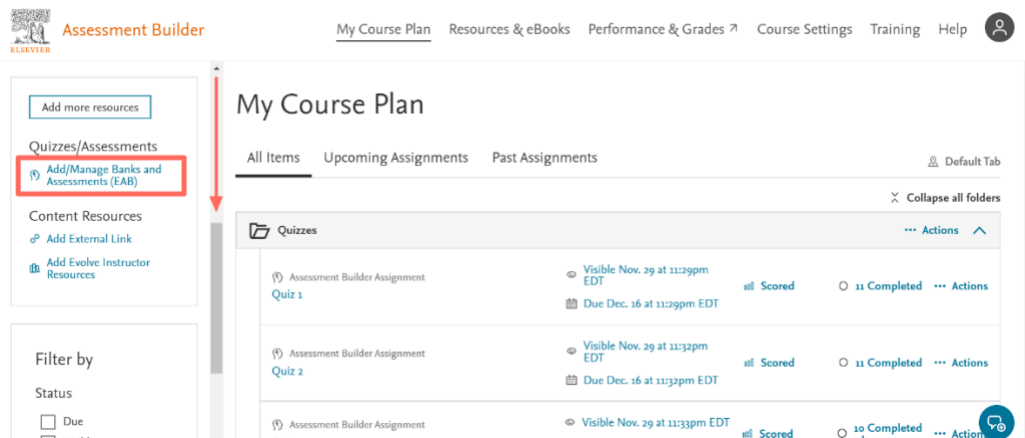 ELSEVIER
Assessment Builder
My Course Plan
Resources & eBooks
Performance & Grades
Course Settings
Training
Help
Add more resources
Quizzes/Assessments
Add/Manage Banks and
Assessments (EAB)
Content Resources
Add External Link
Add Evolve Instructor
Resources
Filter by
Status
Due
My Course Plan
All Items
Upcoming Assignments
Past Assignments
Default Tab
Collapse all folders
Quizzes
Actions
Assessment Builder Assignment
Quiz 1
Visible Nov. 29 at 11:29pm
EDT
Due Dec. 16 at 11:29pm EDT
Scored
11 Completed
Actions
Assessment Builder Assignment
Quiz 2
Visible Nov. 29 at 11:32pm
EDT
Due Dec. 16 at 11:32pm EDT
Scored
11 Completed
Actions
Assessment Builder Assignment
Visible Nov. 29 at 11:33pm EDT
Scored
10 Completed